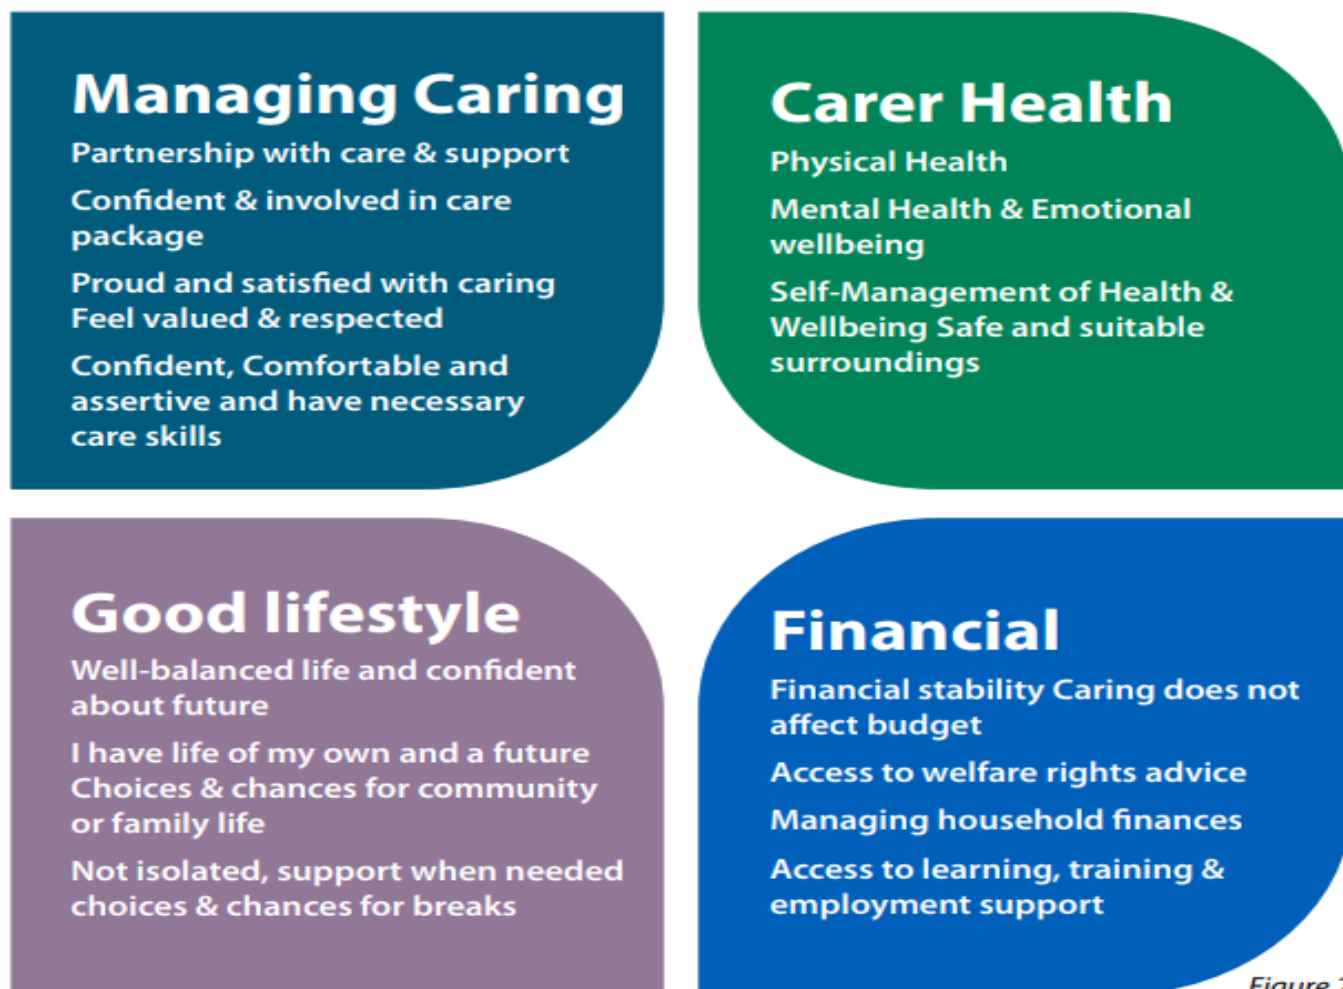 Managing Caring
Partnership with care & support
Confident & involved in care
package
Proud and satisfied with caring
Feel valued & respected
Confident, Comfortable and
assertive and have necessary
care skills
Carer Health
Physical Health
Mental Health & Emotional
wellbeing
Self-Management of Health &
Wellbeing Safe and suitable
surroundings
Good lifestyle
Well-balanced life and confident
about future
I have life of my own and a future
Choices & chances for community
or family life
Not isolated, support when needed
choices & chances for breaks
Financial
Financial stability Caring does not
affect budget
Access to welfare rights advice
Managing household finances
Access to learning, training &
employment support
Figure